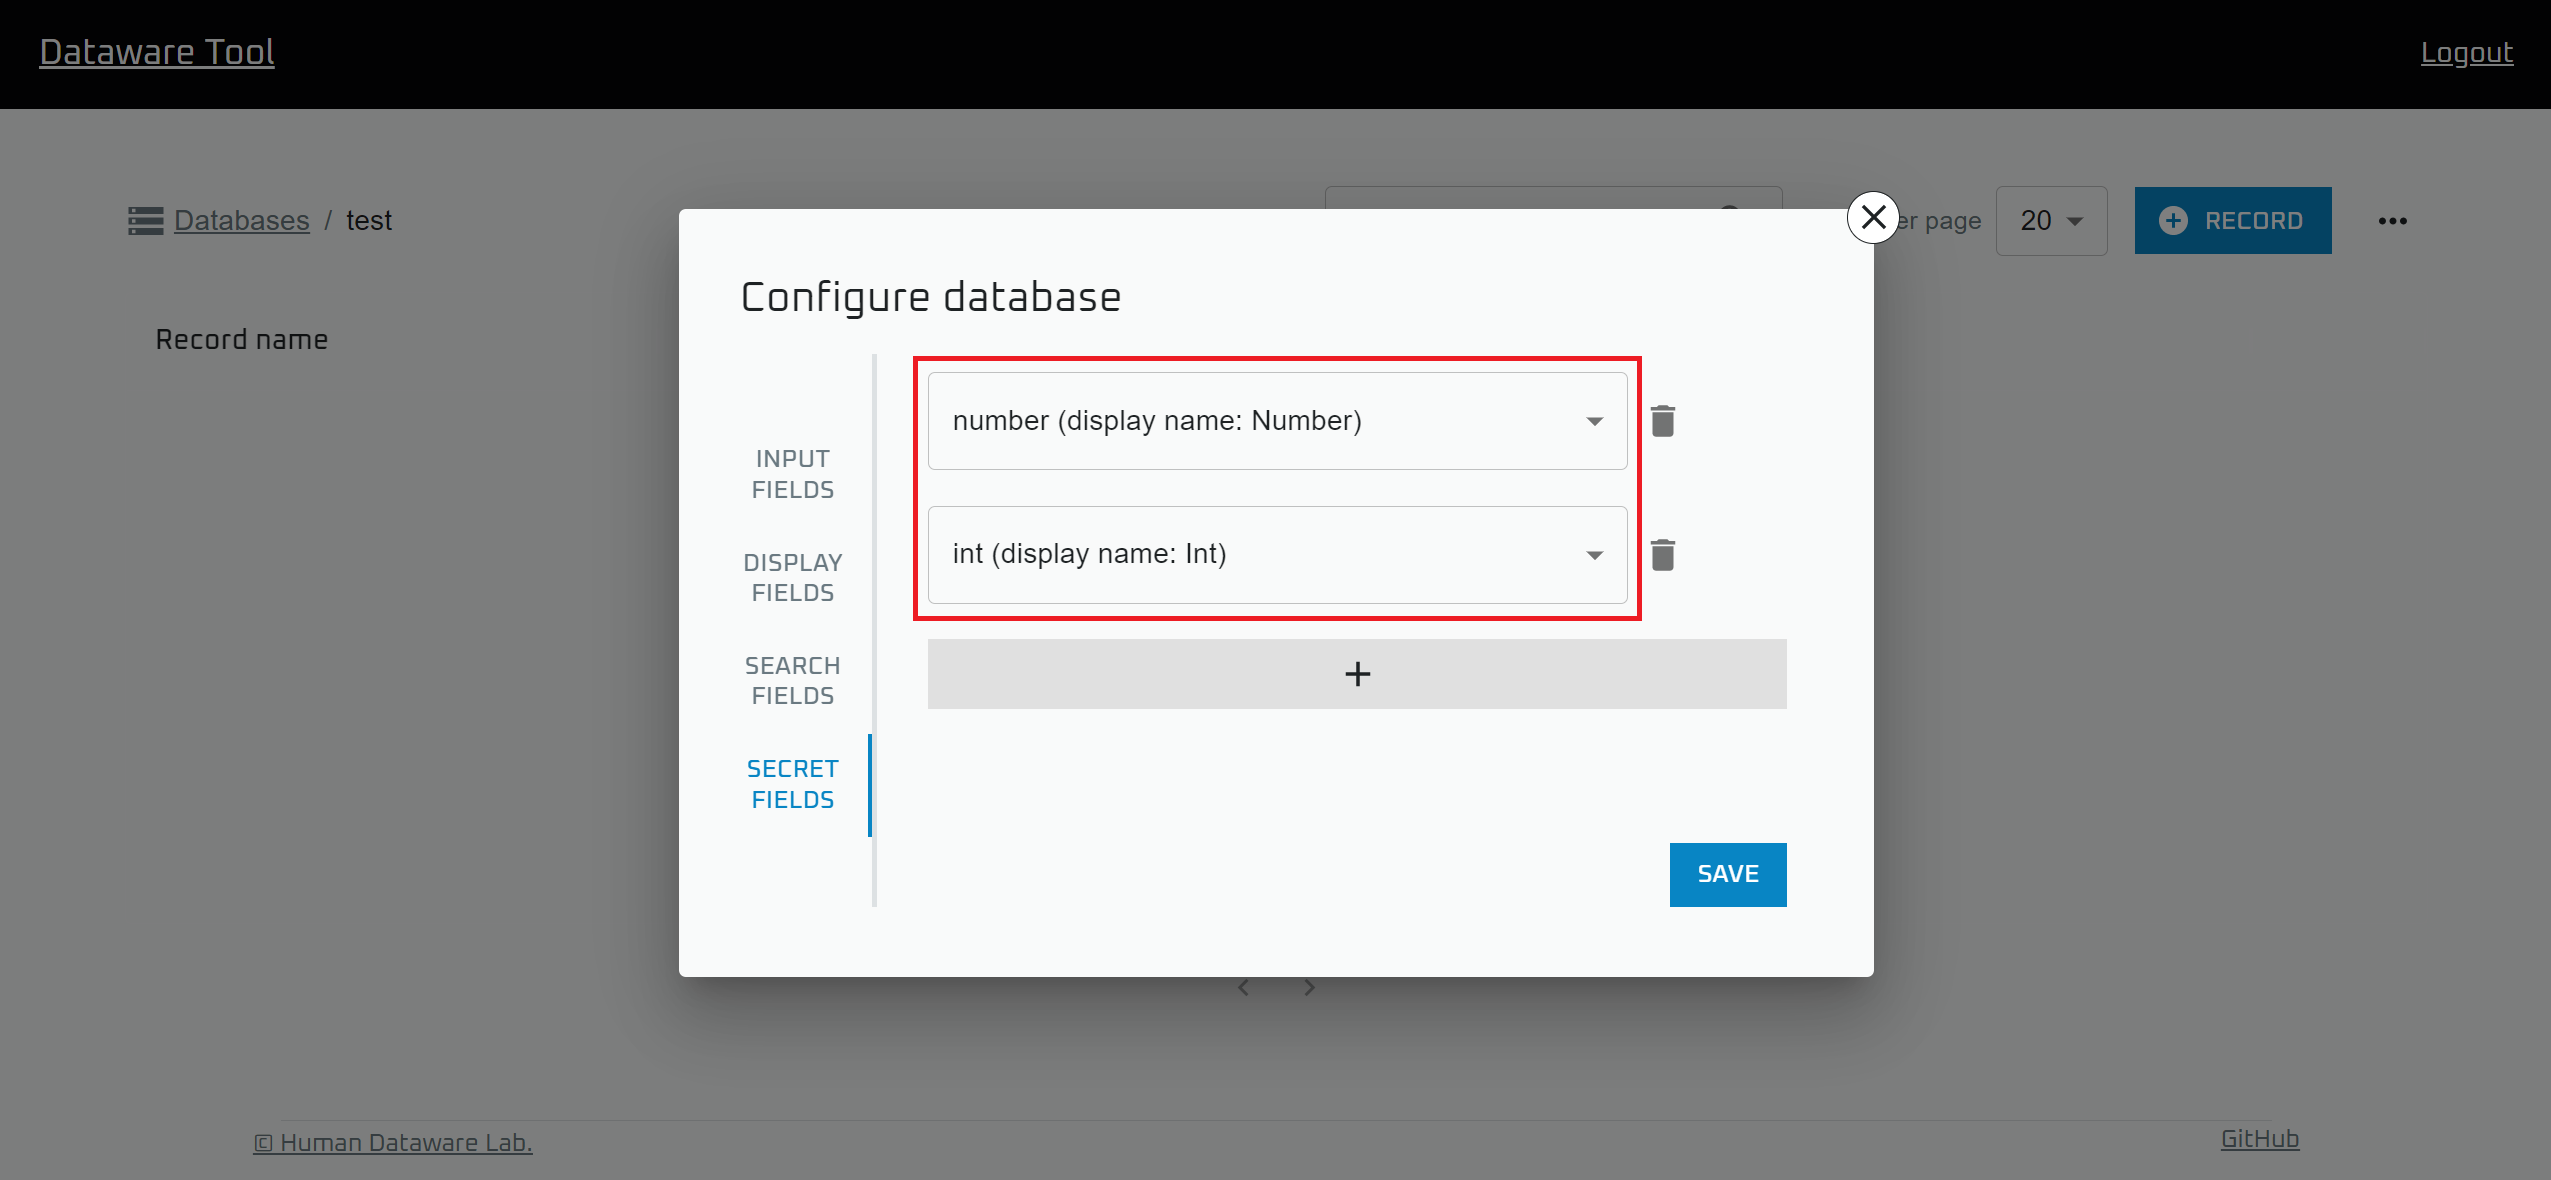 Dataware Tool
Logout
Databases / test
er page
20
RECORD
Record name
Configure database
INPUT
FIELDS
DISPLAY
FIELDS
SEARCH
FIELDS
SECRET
FIELDS
number (display name: Number)
int (display name: Int)
SAVE
© Human Dataware Lab.
GitHub